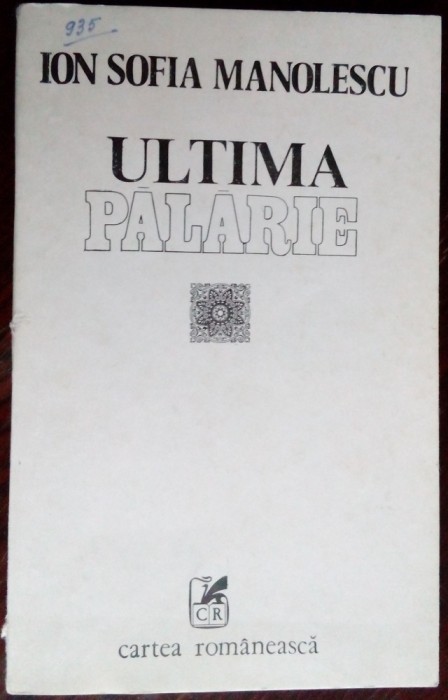 935
ION SOFIA MANOLESCU
ULTIMA
PĂLĂRIE
CR
cartea românească